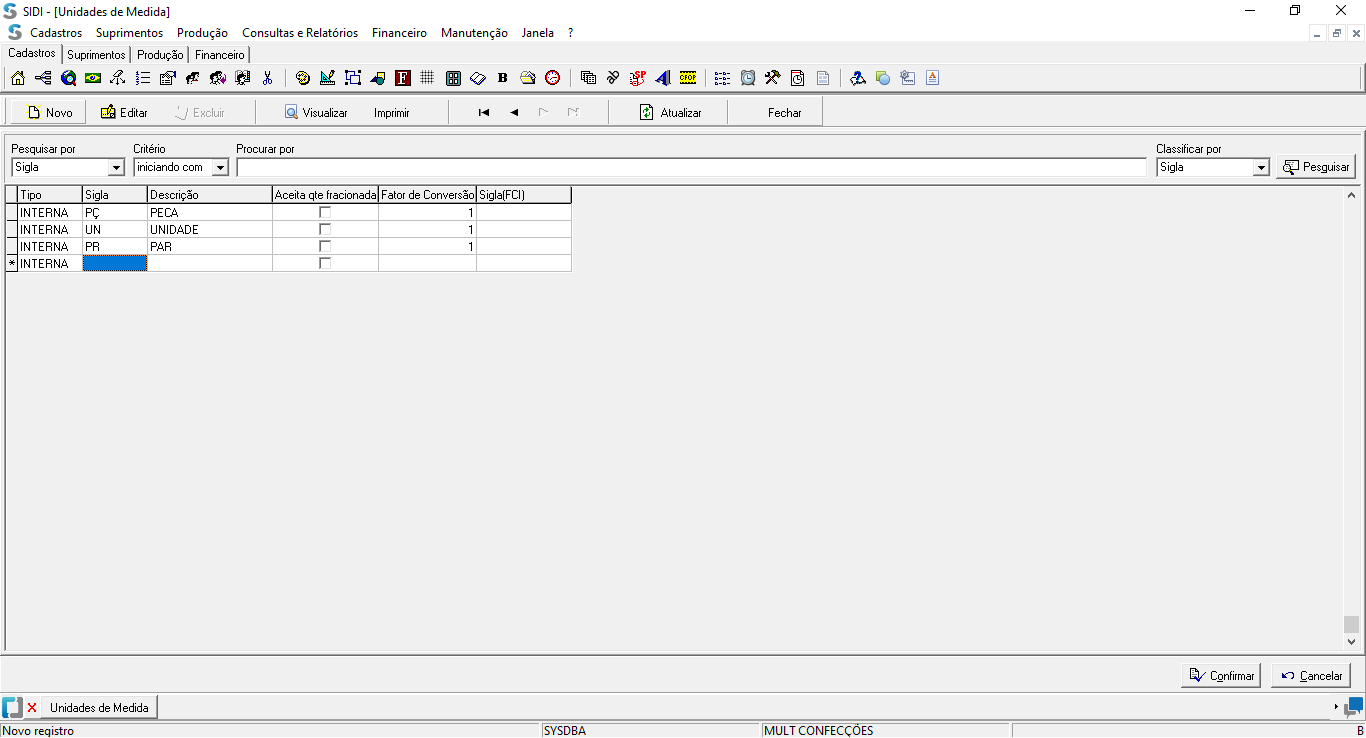 SIDI - [Unidades de Medida]
Cadastros Suprimentos Produção Consultas e Relatórios Financeiro Manutenção Janela ?
Cadastros Suprimentos Produção Financeiro
F B SP CFOP A
Novo Editar Excluir Visualizar Imprimir Atualizar Fechar
Pesquisar por Critério Procurar por Classificar por
Sigla iniciando com Sigla Pesquisar
Tipo Sigla Descrição Aceita qte fracionada Fator de Conversão Sigla(FCI)
INTERNA PÇ PECA 1
INTERNA UN UNIDADE 1
INTERNA PR PAR 1
* INTERNA
Confirmar Cancelar
Unidades de Medida
Novo registro SYSDBA MULT CONFECÇÕES B